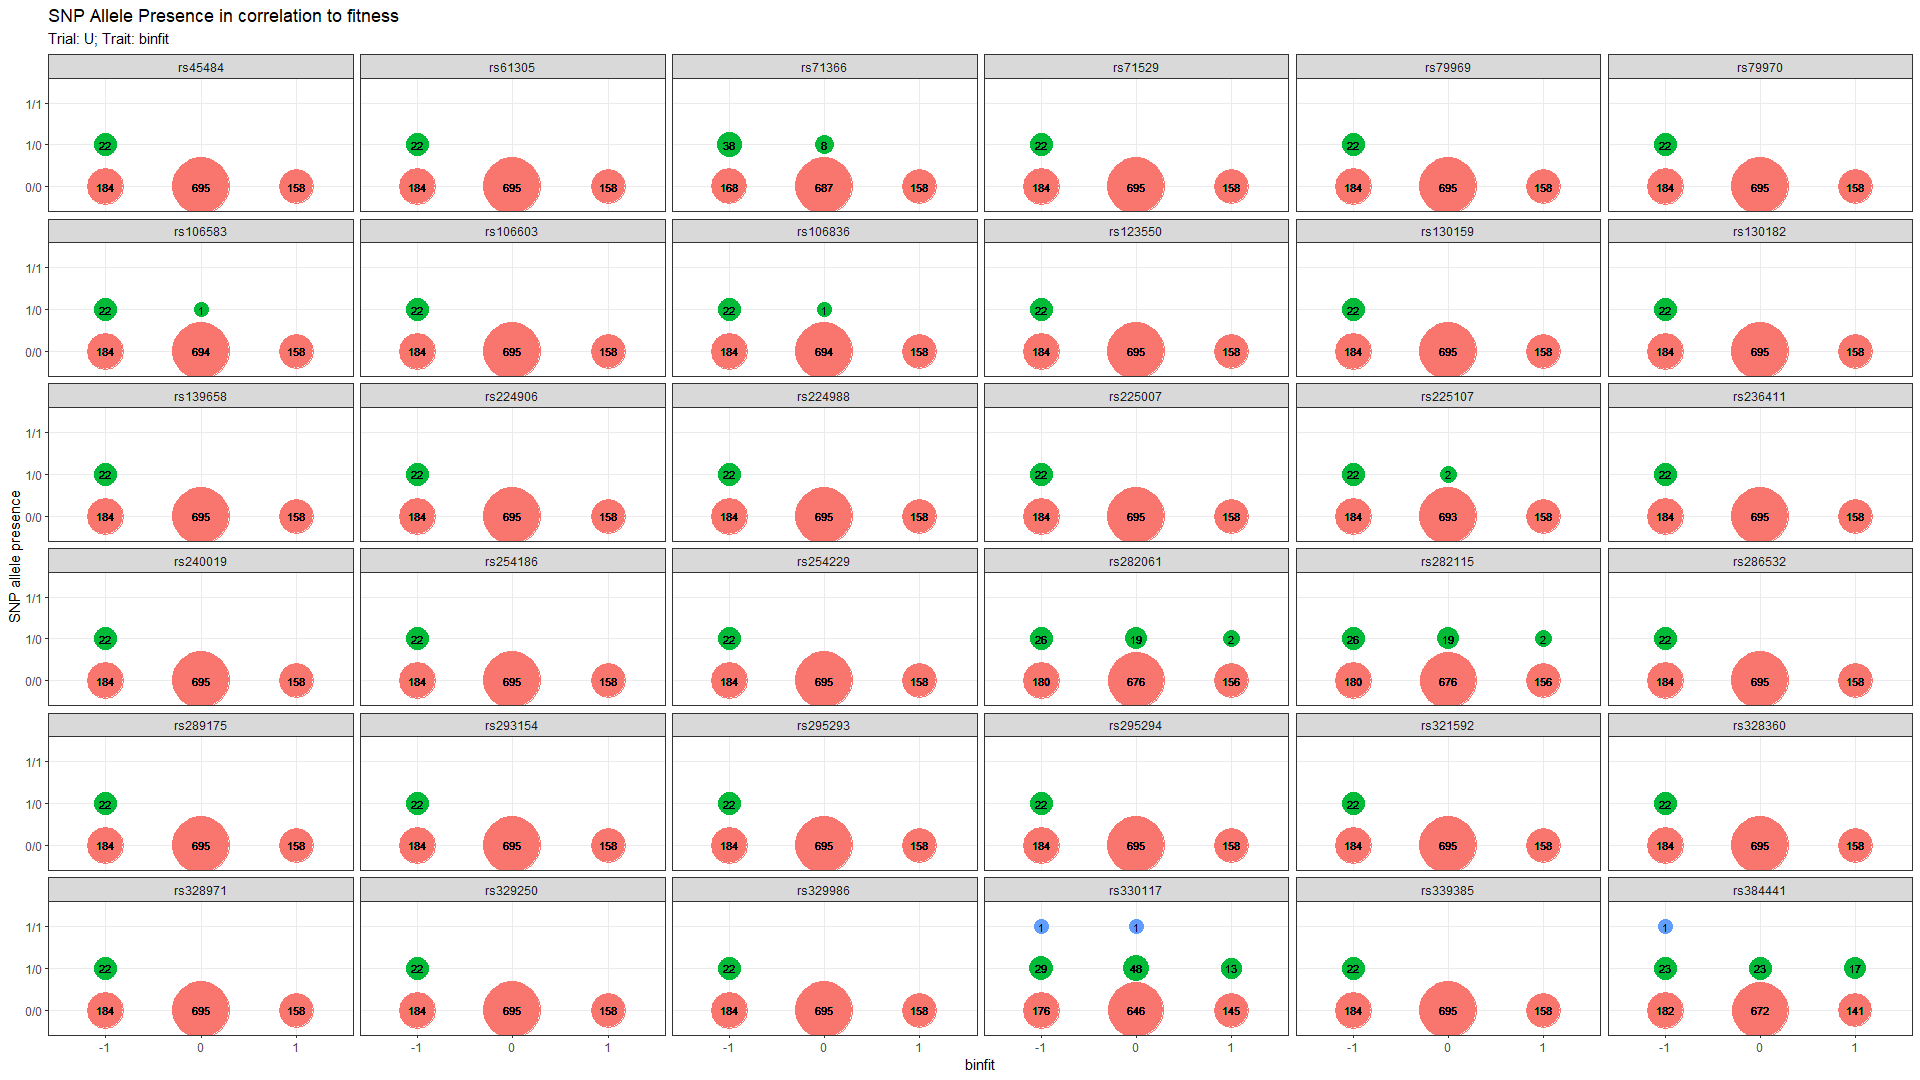 SNP Allele Presence in correlation to fitness
Trial: U; Trait: binfit
rs45484 rs61305 rs71366 rs71529 rs79969 rs79970
1/1
1/0 22 22 38 8 22 22 22
0/0 184 695 158 184 695 158 168 687 158 184 695 158 184 695 158 184 695 158
rs106583 rs106603 rs106836 rs123550 rs130159 rs130182
1/1
1/0 22 1 22 22 1 22 22 22
0/0 184 694 158 184 695 158 184 694 158 184 695 158 184 695 158 184 695 158
rs139658 rs224906 rs224988 rs225007 rs225107 rs236411
1/1
1/0 22 22 22 22 22 2 22
0/0 184 695 158 184 695 158 184 695 158 184 695 158 184 693 158 184 695 158
rs240019 rs254186 rs254229 rs282061 rs282115 rs286532
1/1
1/0 22 22 22 26 19 2 26 19 2 22
0/0 184 695 158 184 695 158 184 695 158 180 676 156 180 676 156 184 695 158
rs289175 rs293154 rs295293 rs295294 rs321592 rs328360
1/1
1/0 22 22 22 22 22 22
0/0 184 695 158 184 695 158 184 695 158 184 695 158 184 695 158 184 695 158
rs328971 rs329250 rs329986 rs330117 rs339385 rs384441
1/1 1 1 1
1/0 22 22 22 29 48 13 22 23 23 17
0/0 184 695 158 184 695 158 184 695 158 176 646 145 184 695 158 182 672 141
-1 0 1 -1 0 1 -1 0 1 -1 0 1 -1 0 1 -1 0 1
binfit
SNP allele presence